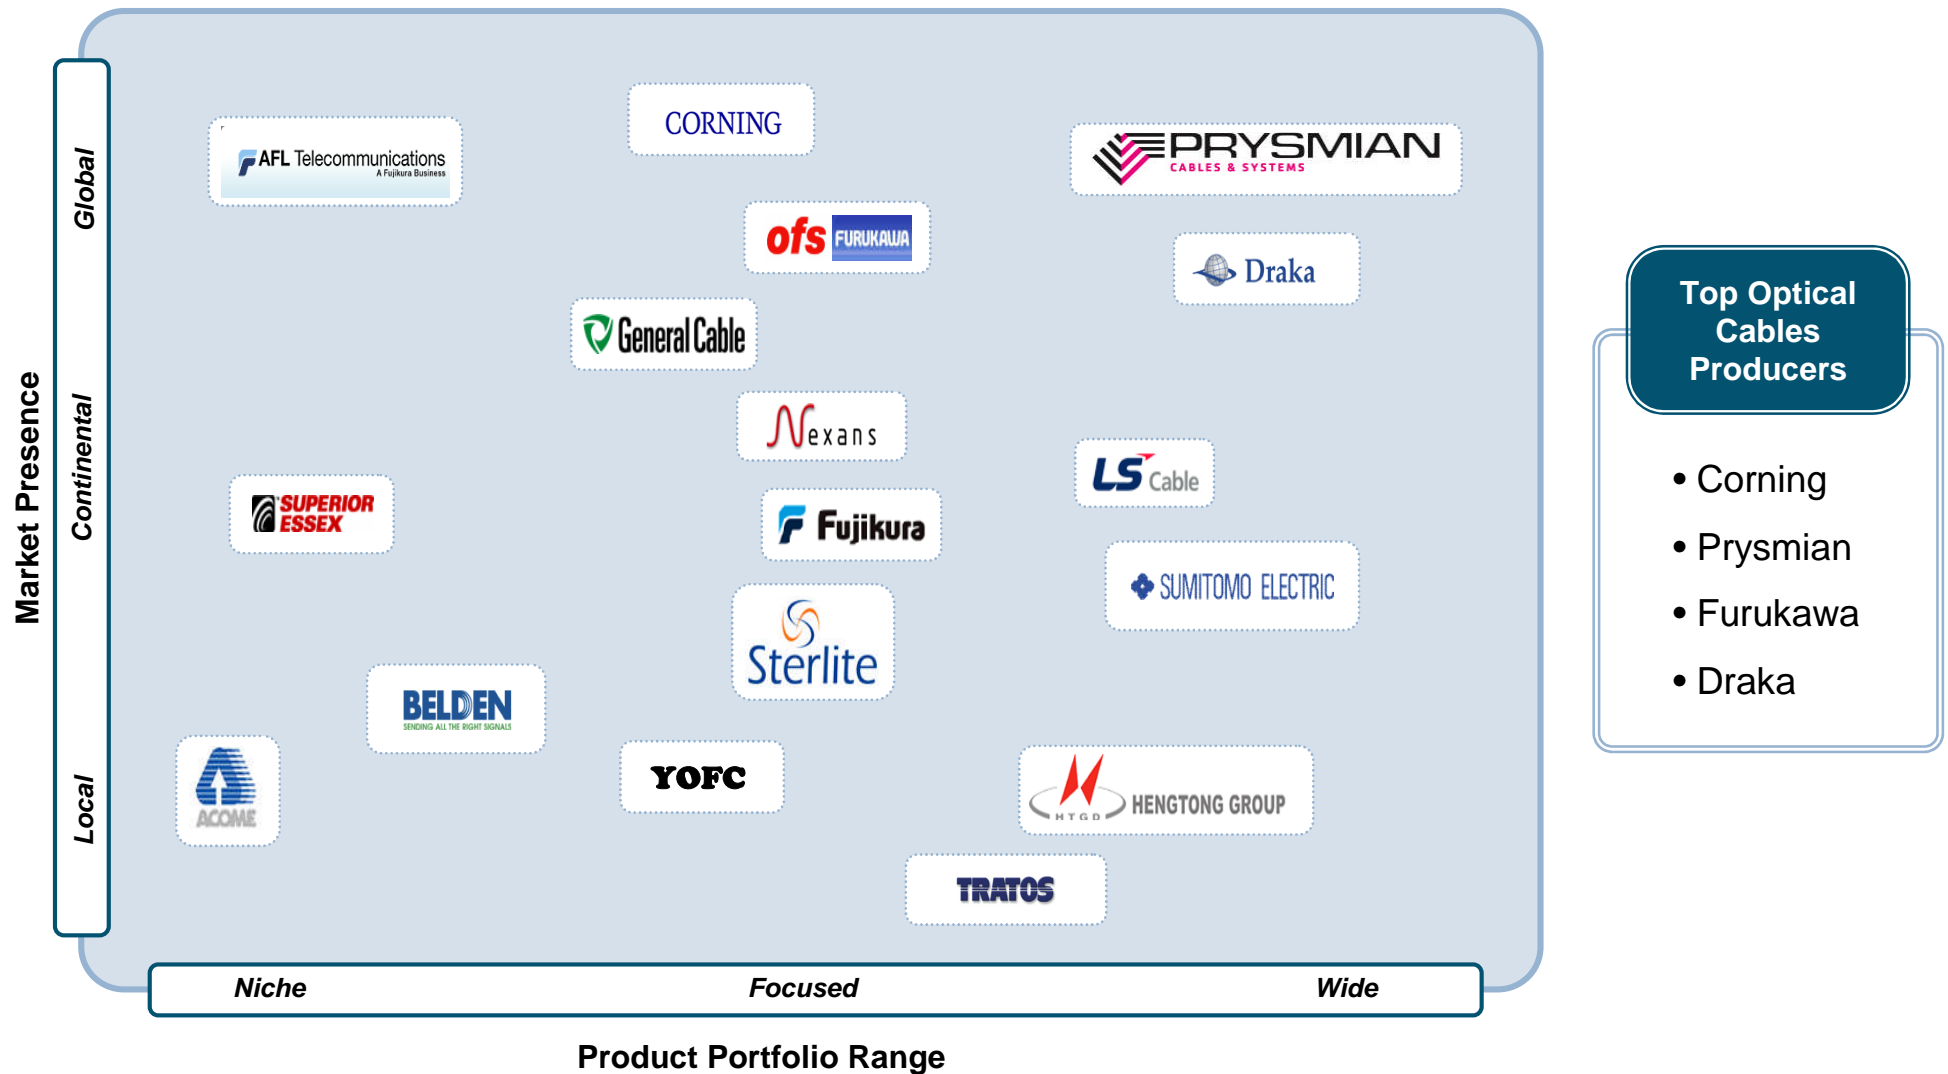 Market Presence
Global
Continental
Local
CORNING
AFL Telecommunications
A Fujikura Business
PRYSMIAN
CABLES & SYSTEMS
ofs FURUKAWA
Draka
General Cable
Nexans
LS Cable
SUPERIOR
ESSEX
Fujikura
SUMITOMO ELECTRIC
Sterlite
BELDEN
SENDING ALL THE RIGHT SIGNALS
ACOME
YOFC
HENGTONG GROUP
HTGD
TRATOS
Niche
Focused
Wide
Product Portfolio Range
Top Optical
Cables
Producers
• Corning
• Prysmian
• Furukawa
• Draka